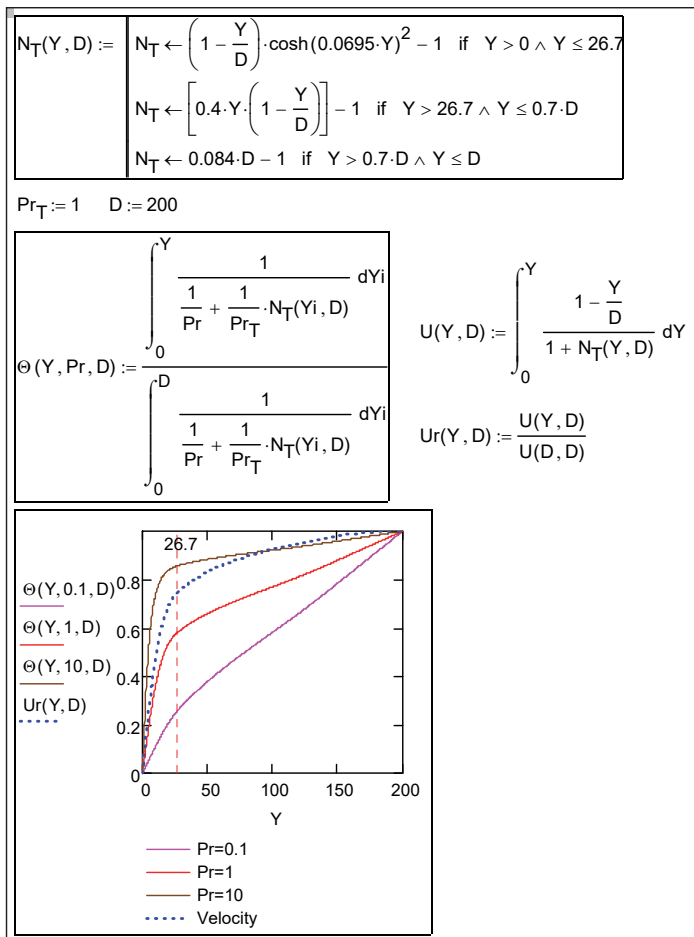 N_T(Y, D) := | N_T ← (1 − Y/D)·cosh(0.0695·Y)² − 1 if Y > 0 ∧ Y ≤ 26.7
N_T ← [0.4·Y·(1 − Y/D)] − 1 if Y > 26.7 ∧ Y ≤ 0.7·D
N_T ← 0.084·D − 1 if Y > 0.7·D ∧ Y ≤ D
Pr_T := 1 D := 200
Θ(Y, Pr, D) := (∫_0^Y 1/(1/Pr + 1/Pr_T·N_T(Yi, D)) dYi) / (∫_0^D 1/(1/Pr + 1/Pr_T·N_T(Yi, D)) dYi)
U(Y, D) := ∫_0^Y (1 − Y/D)/(1 + N_T(Y, D)) dY
Ur(Y, D) := U(Y, D)/U(D, D)
26.7
Θ(Y, 0.1, D)
Θ(Y, 1, D)
Θ(Y, 10, D)
Ur(Y, D)
0.8
0.6
0.4
0.2
0
0 50 100 150 200
Y
Pr=0.1
Pr=1
Pr=10
Velocity